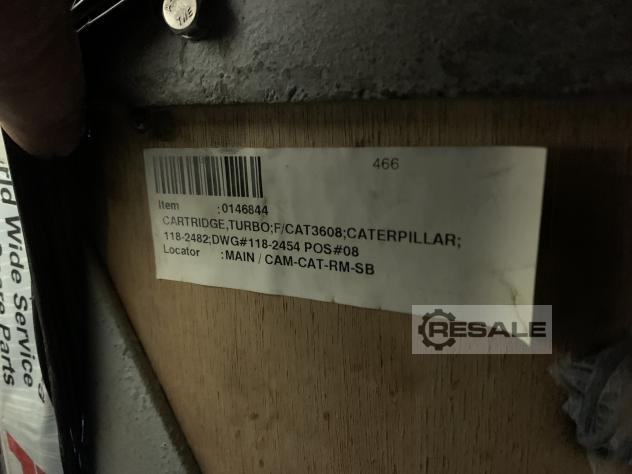 466
Item :0146844
CARTRIDGE,TURBO;F/CAT3608;CATERPILLAR;
118-2482;DWG#118-2454 POS#08
Locator :MAIN / CAM-CAT-RM-SB
RESALE
Wide Service
Parts